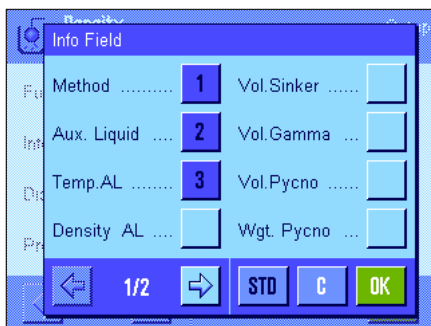 Density
Info Field
Method .......... 1
Vol.Sinker ......
Aux. Liquid .... 2
Vol.Gamma ...
Temp.AL ........ 3
Vol.Pycno ......
Density AL ....
Wgt. Pycno ...
1/2
STD
C
OK